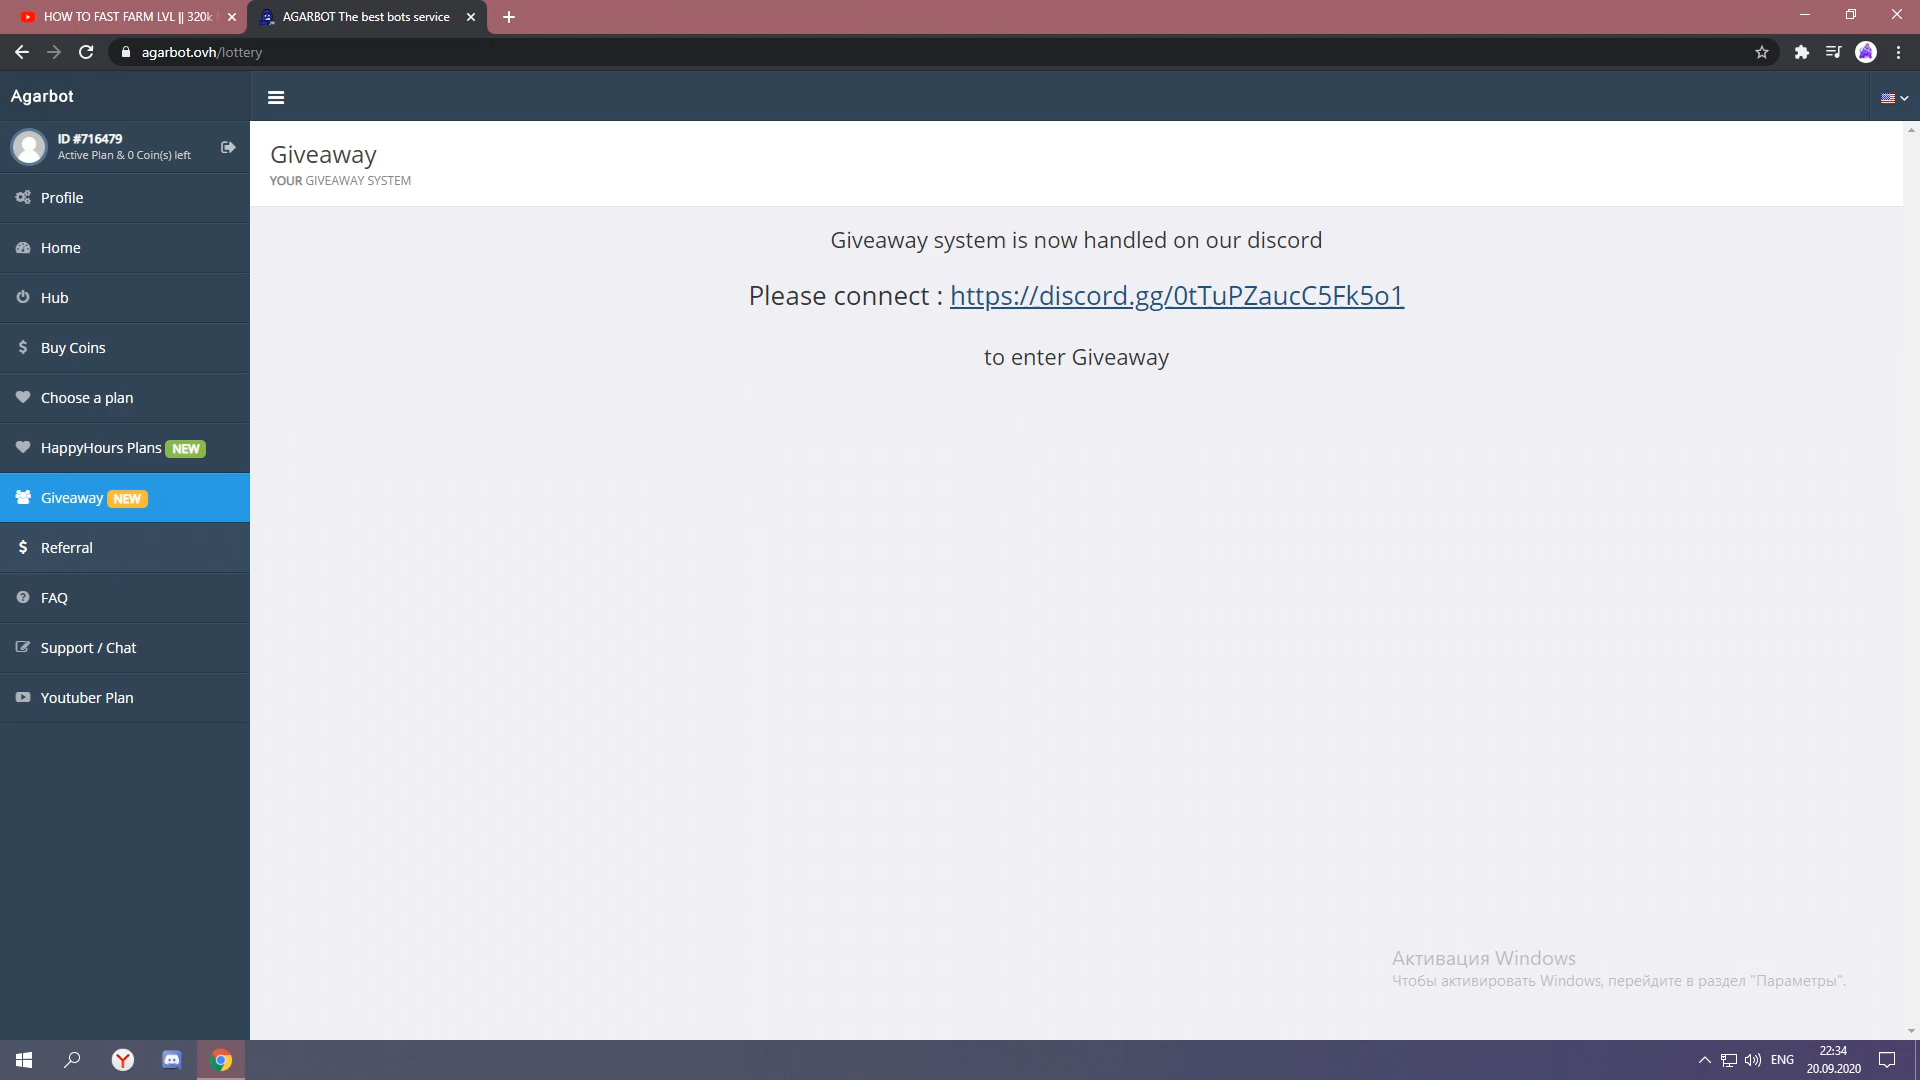 HOW TO FAST FARM LVL || 320k
AGARBOT The best bots service
agarbot.ovh/lottery
Agarbot
ID #716479
Active Plan & 0 Coin(s) left
Profile
Home
Hub
Buy Coins
Choose a plan
HappyHours Plans NEW
Giveaway NEW
Referral
FAQ
Support / Chat
Youtuber Plan
Giveaway
YOUR GIVEAWAY SYSTEM
Giveaway system is now handled on our discord
Please connect : https://discord.gg/0tTuPZaucC5Fk5o1
to enter Giveaway
Активация Windows
Чтобы активировать Windows, перейдите в раздел "Параметры".
ENG
22:34
20.09.2020